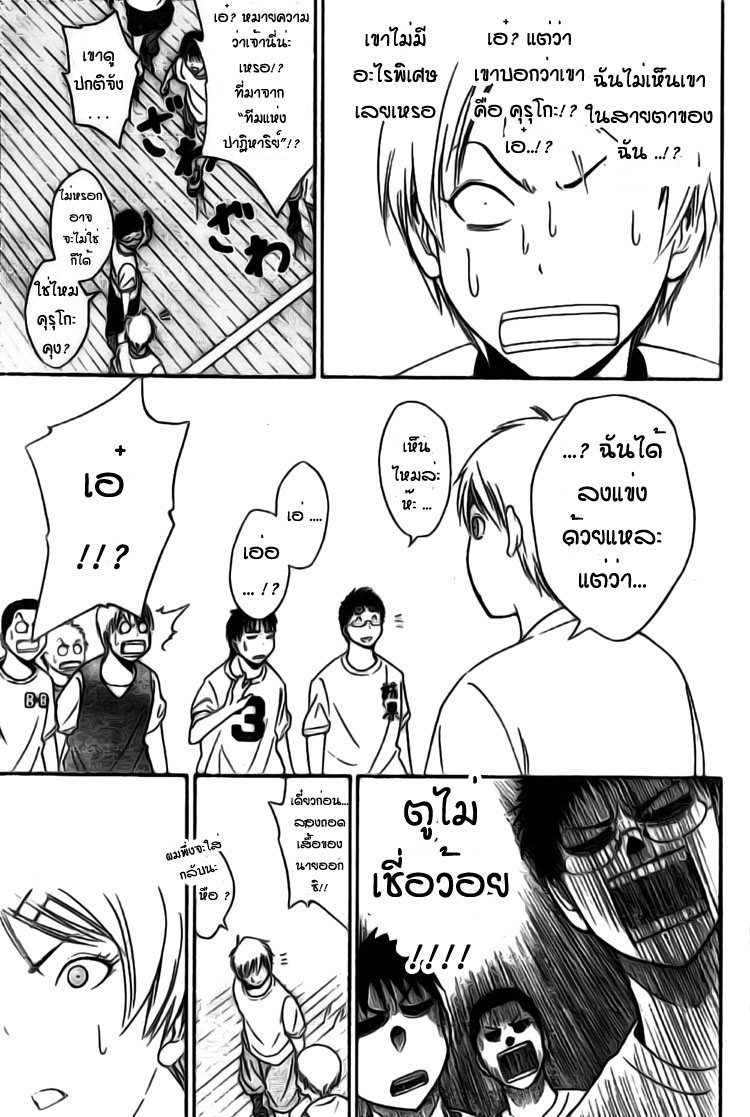 เขาไม่มี
อะไรพิเศษ
เลยเหรอ
เอ๋? แต่ว่า
เขาบอกว่าเขา
คือ คุรุโกะ!?
เอ๋..!?
ฉันไม่เห็นเขา
ในสายตาของ
ฉัน ..!?
เอ๋? หมายความ
ว่าเจ้านี่น่ะ
เหรอ!?
ที่มาจาก
“ทีมแห่ง
ปาฏิหาริย์”!?
เขาดู
ปกติจัง
...
ざわ
ざわ
ไม่หรอก
อาจ
จะไม่ใช่
ก็ได้
ใช่ไหม
คุรุโกะ
คุง?
...? ฉันได้
ลงแข่ง
ด้วยแหละ
แต่ว่า...
เห็น
ไหมล่ะ
ห๊ะ ...
เอ่ ....
เอ่อ
...!?
เอ๋
!!?
B-B
3
誠凛
ตูไม่
เชื่อว้อย
!!!!
เดี๋ยวก่อน...
ลองถอด
เสื้อของ
นายออก
ซิ!!
ผมพึ่งจะใส่
กลับนะ
หือ ?